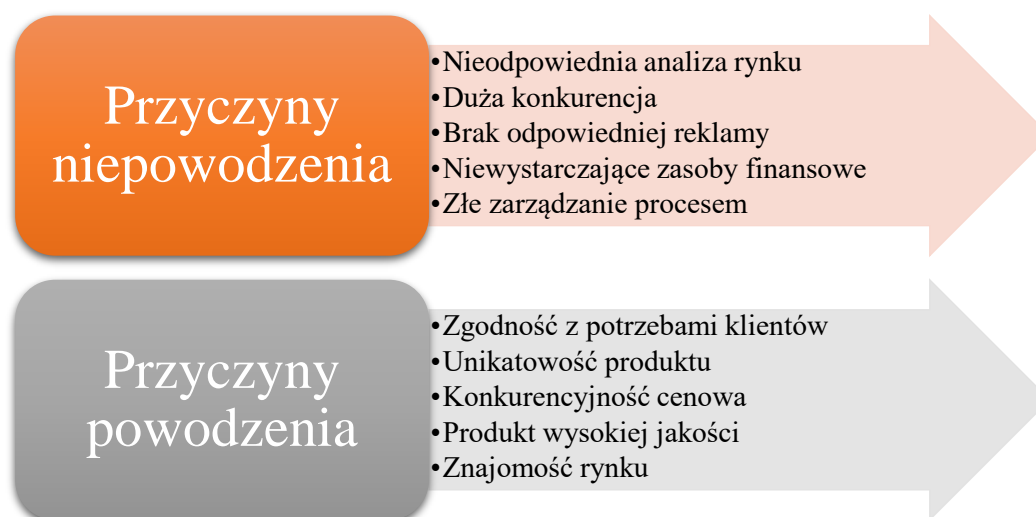 Przyczyny
niepowodzenia
•Nieodpowiednia analiza rynku
•Duża konkurencja
•Brak odpowiedniej reklamy
•Niewystarczające zasoby finansowe
•Złe zarządzanie procesem
Przyczyny
powodzenia
•Zgodność z potrzebami klientów
•Unikatowość produktu
•Konkurencyjność cenowa
•Produkt wysokiej jakości
•Znajomość rynku